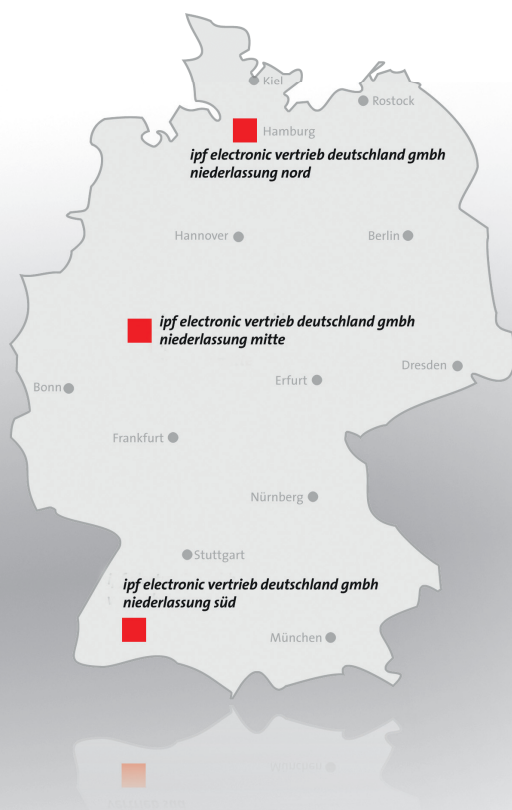 Kiel
Rostock
Hamburg
ipf electronic vertrieb deutschland gmbh
niederlassung nord
Hannover
Berlin
ipf electronic vertrieb deutschland gmbh
niederlassung mitte
Dresden
Erfurt
Bonn
Frankfurt
Nürnberg
Stuttgart
ipf electronic vertrieb deutschland gmbh
niederlassung süd
München